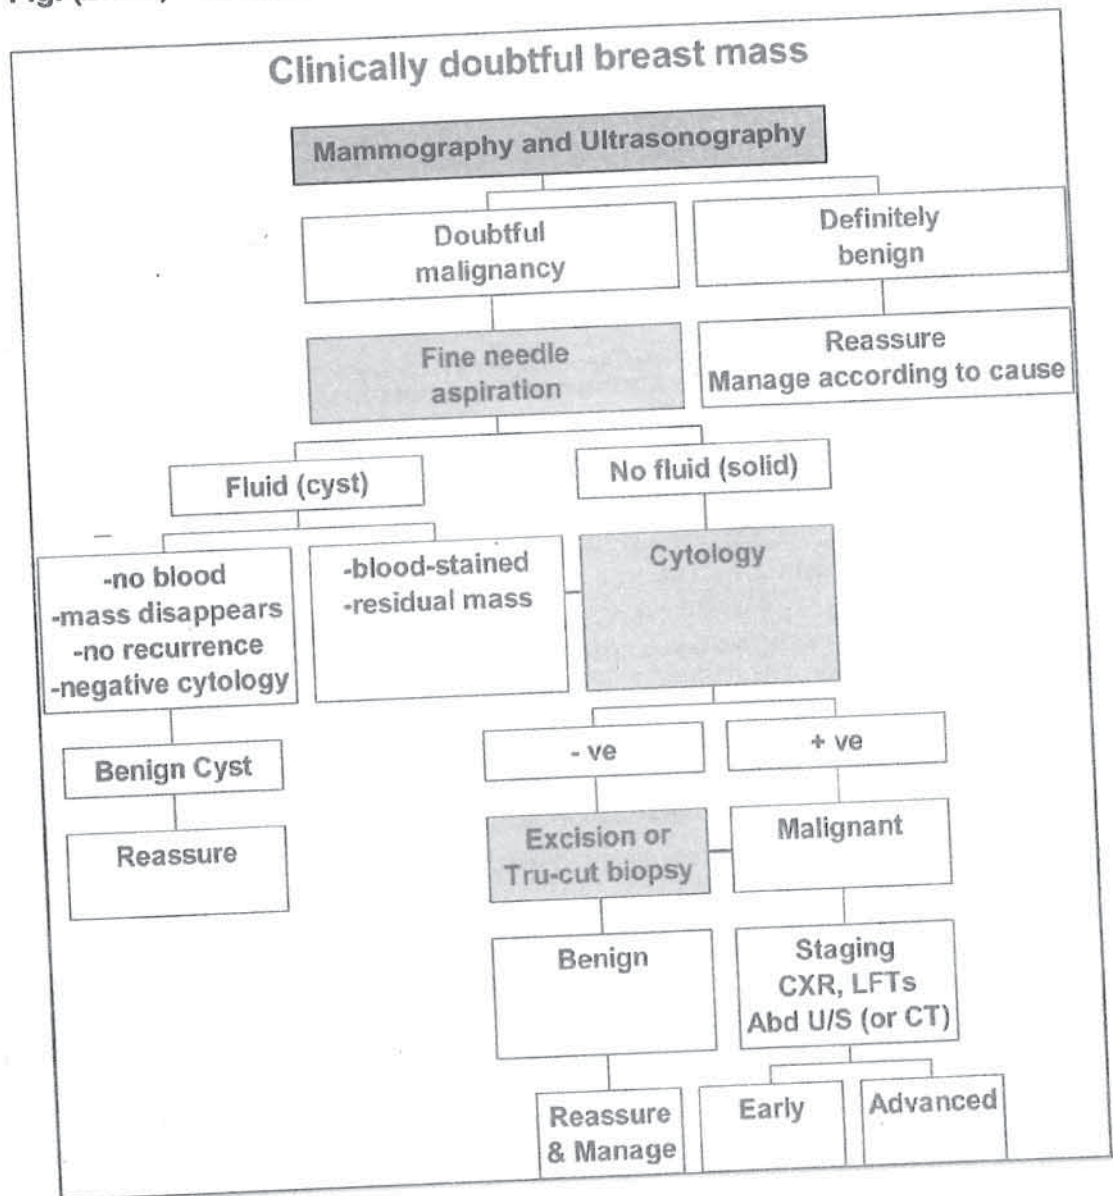 Clinically doubtful breast mass
Mammography and Ultrasonography
Doubtful
malignancy
Definitely
benign
Fine needle
aspiration
Reassure
Manage according to cause
Fluid (cyst)
No fluid (solid)
-no blood
-mass disappears
-no recurrence
-negative cytology
-blood-stained
-residual mass
Cytology
- ve
+ ve
Benign Cyst
Excision or
Tru-cut biopsy
Malignant
Reassure
Benign
Staging
CXR, LFTs
Abd U/S (or CT)
Reassure
& Manage
Early
Advanced